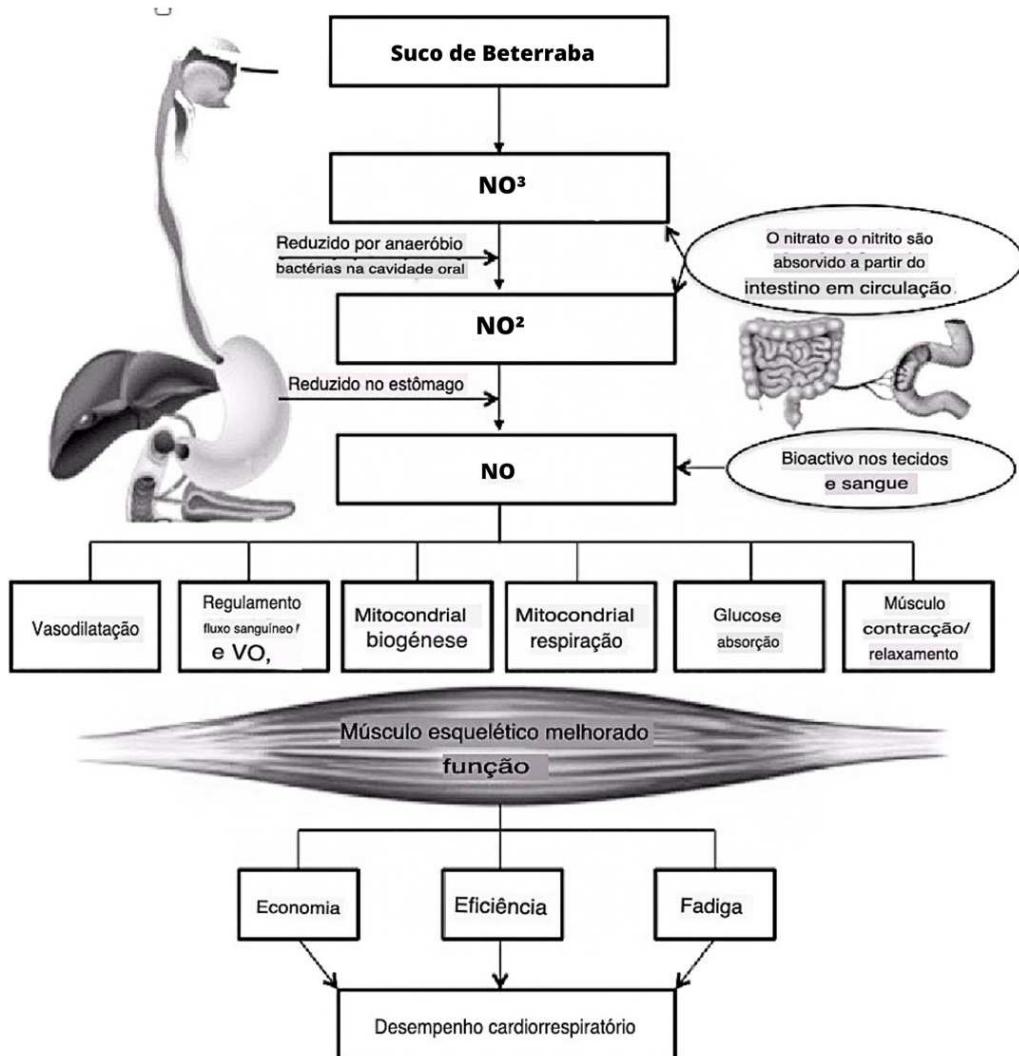 Suco de Beterraba
NO³
Reduzido por anaeróbio
bactérias na cavidade oral
O nitrato e o nitrito são
absorvido a partir do
intestino em circulação
NO²
Reduzido no estômago
NO
Bioactivo nos tecidos
e sangue
Vasodilatação
Regulamento
fluxo sanguíneo/
e VO,
Mitocondrial
biogénese
Mitocondrial
respiração
Glucose
absorção
Músculo
contracção/
relaxamento
Músculo esquelético melhorado
função
Economia
Eficiência
Fadiga
Desempenho cardiorrespiratório